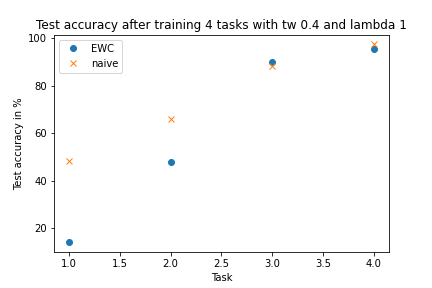 Test accuracy after training 4 tasks with tw 0.4 and lambda 1
EWC
naive
Test accuracy in %
100
80
60
40
20
1.0 1.5 2.0 2.5 3.0 3.5 4.0
Task